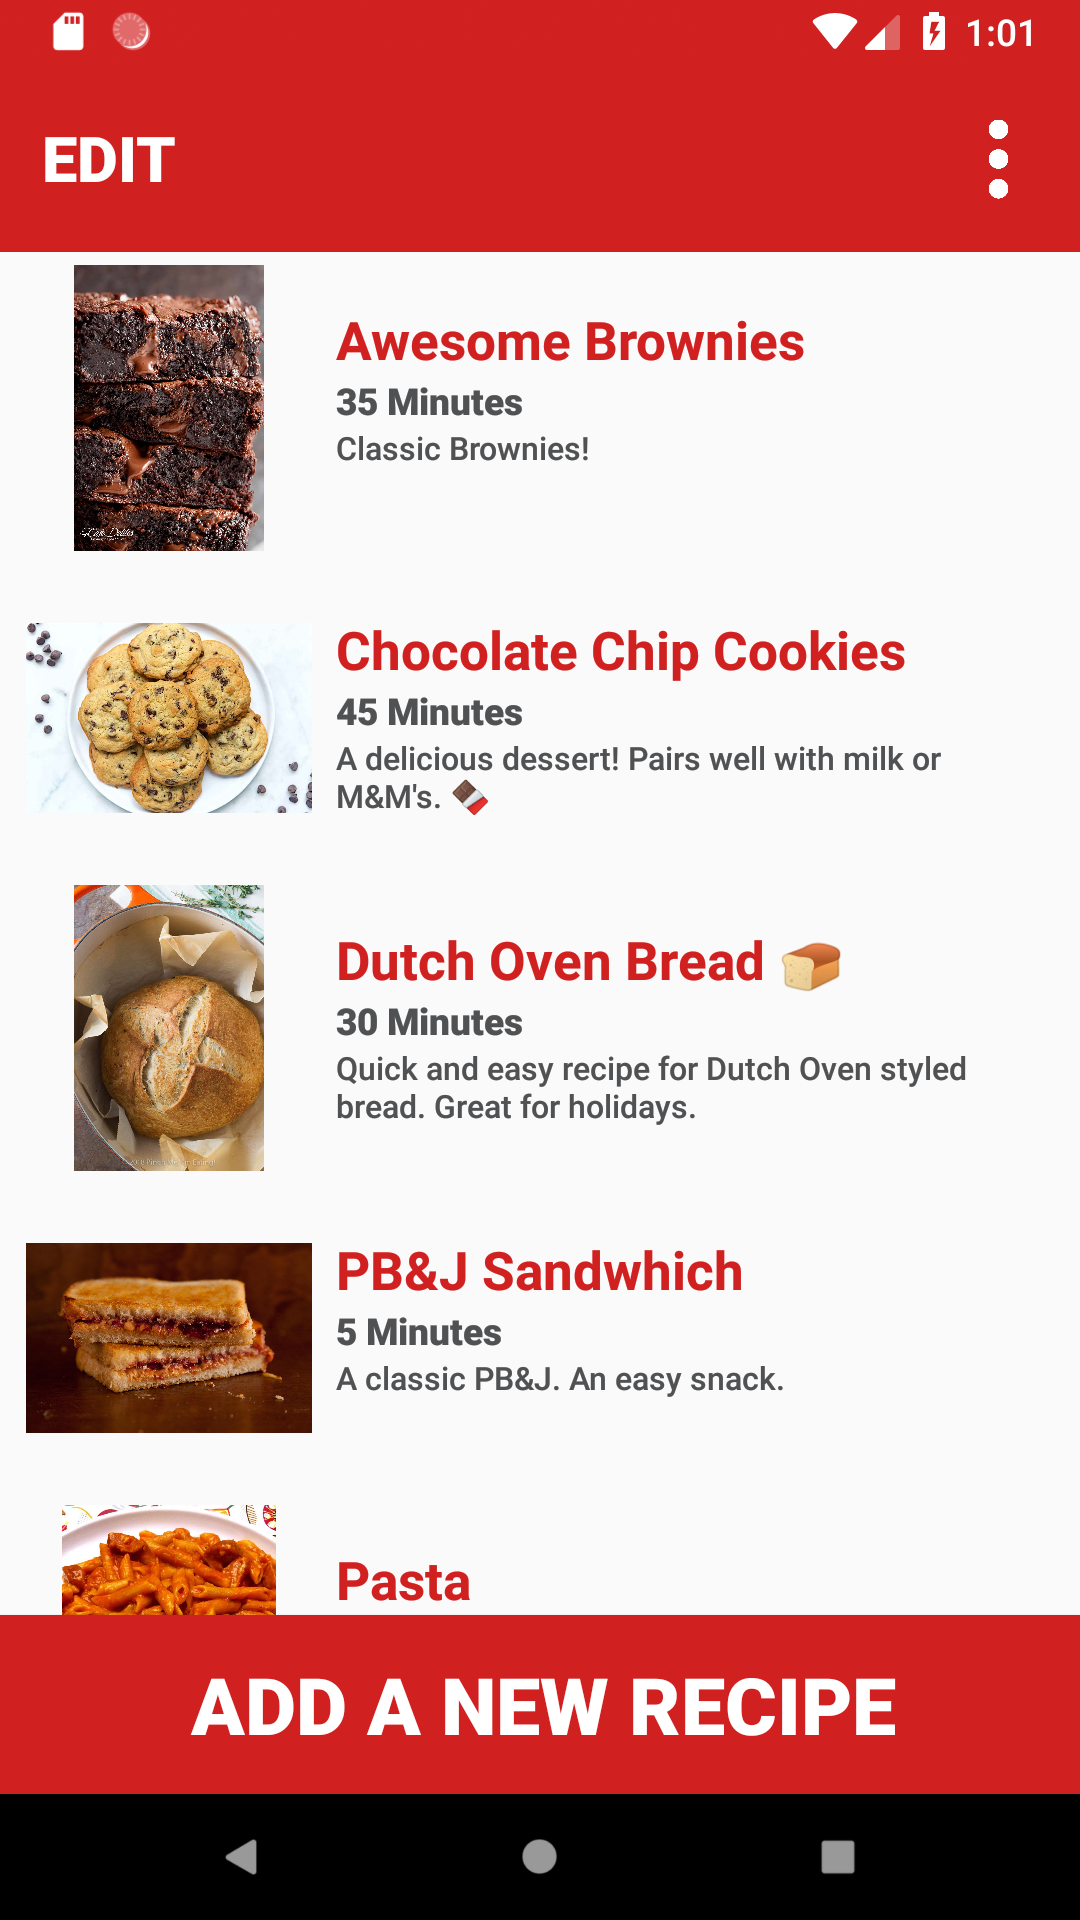 1:01
EDIT
Awesome Brownies
35 Minutes
Classic Brownies!
Chocolate Chip Cookies
45 Minutes
A delicious dessert! Pairs well with milk or
M&M's. 🍫
Dutch Oven Bread 🍞
30 Minutes
Quick and easy recipe for Dutch Oven styled
bread. Great for holidays.
PB&J Sandwhich
5 Minutes
A classic PB&J. An easy snack.
Pasta
ADD A NEW RECIPE